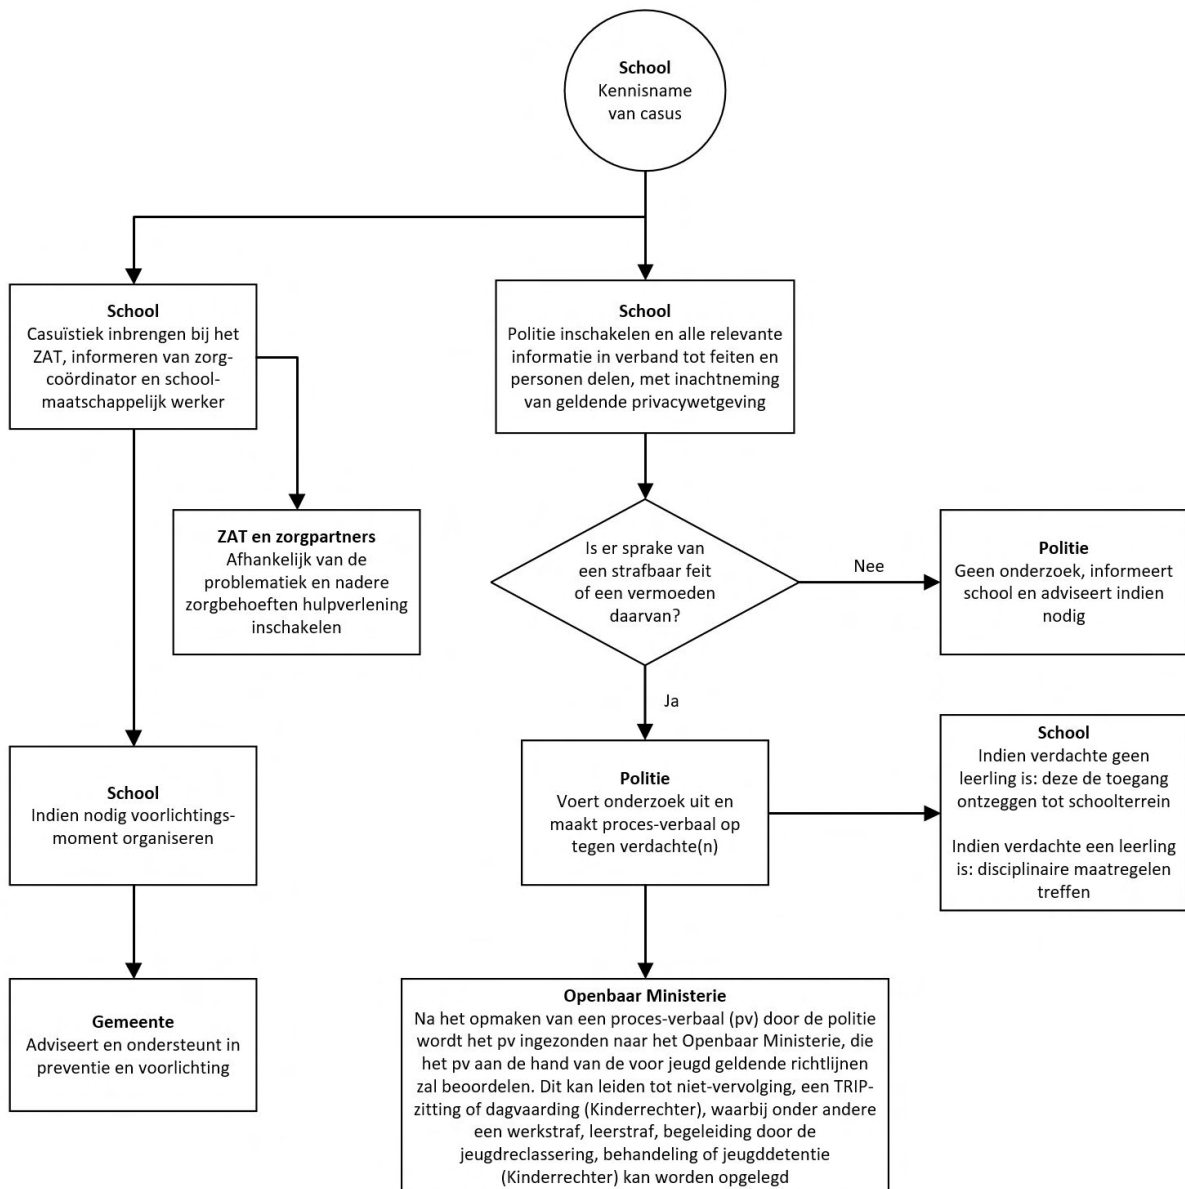 School
Kennisname
van casus
School
Casuïstiek inbrengen bij het
ZAT, informeren van zorg-
coördinator en school-
maatschappelijk werker
School
Politie inschakelen en alle relevante
informatie in verband tot feiten en
personen delen, met inachtneming
van geldende privacywetgeving
ZAT en zorgpartners
Afhankelijk van de
problematiek en nadere
zorgbehoeften hulpverlening
inschakelen
Is er sprake van
een strafbaar feit
of een vermoeden
daarvan?
Nee
Politie
Geen onderzoek, informeert
school en adviseert indien
nodig
Ja
School
Indien nodig voorlichtings-
moment organiseren
Politie
Voert onderzoek uit en
maakt proces-verbaal op
tegen verdachte(n)
School
Indien verdachte geen
leerling is: deze de toegang
ontzeggen tot schoolterrein
Indien verdachte een leerling
is: disciplinaire maatregelen
treffen
Gemeente
Adviseert en ondersteunt in
preventie en voorlichting
Openbaar Ministerie
Na het opmaken van een proces-verbaal (pv) door de politie
wordt het pv ingezonden naar het Openbaar Ministerie, die
het pv aan de hand van de voor jeugd geldende richtlijnen
zal beoordelen. Dit kan leiden tot niet-vervolging, een TRIP-
zitting of dagvaarding (Kinderrechter), waarbij onder andere
een werkstraf, leerstraf, begeleiding door de
jeugdreclassering, behandeling of jeugddetentie
(Kinderrechter) kan worden opgelegd